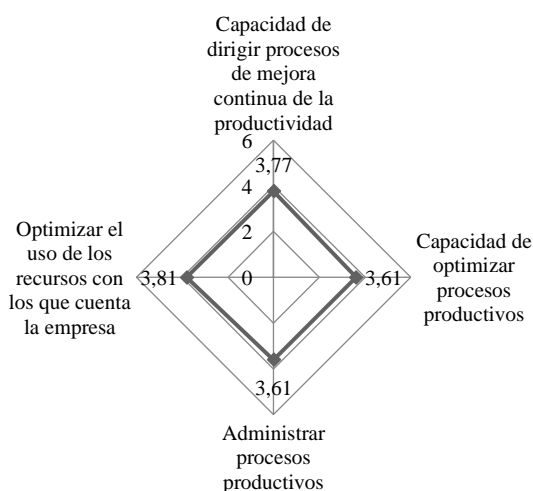 Capacidad de
dirigir procesos
de mejora
continua de la
productividad
6
3,77
4
2
0
Optimizar el
uso de los
recursos con
los que cuenta
la empresa
3,81
3,61
Capacidad de
optimizar
procesos
productivos
3,61
Administrar
procesos
productivos